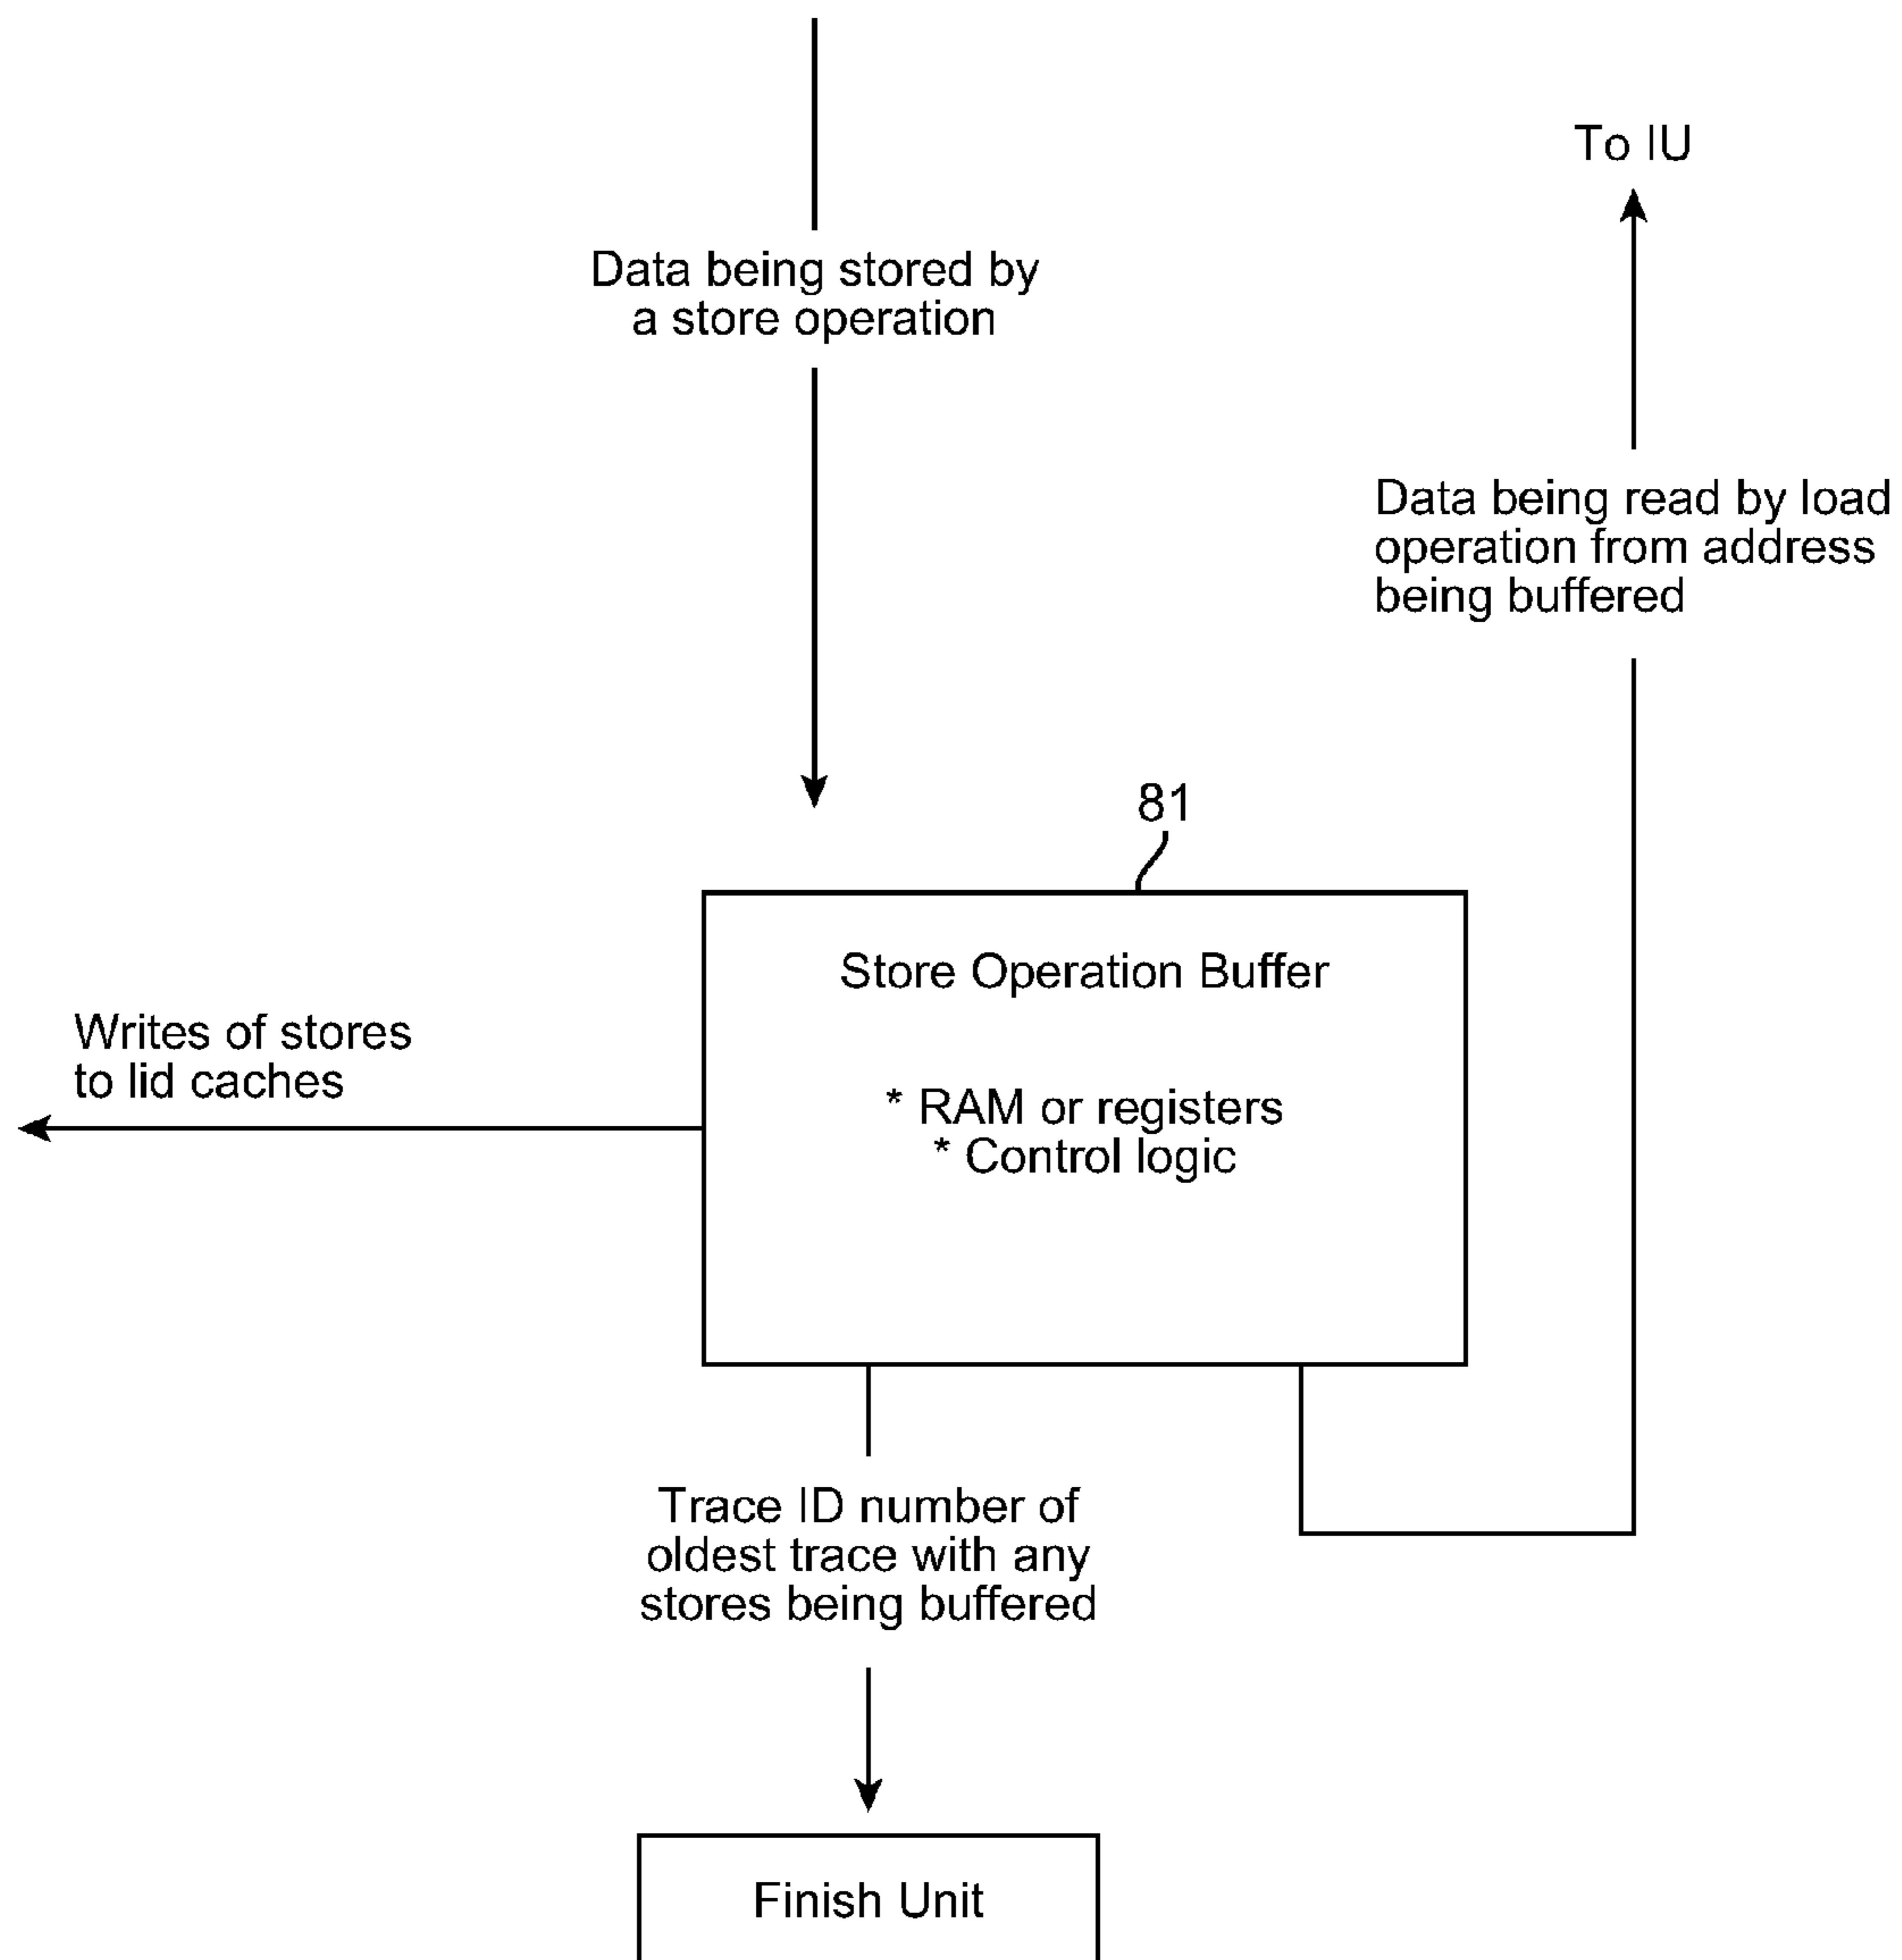 To IU
Data being stored by
a store operation
Data being read by load
operation from address
being buffered
81
Store Operation Buffer
* RAM or registers
* Control logic
Writes of stores
to lid caches
Trace ID number of
oldest trace with any
stores being buffered
Finish Unit